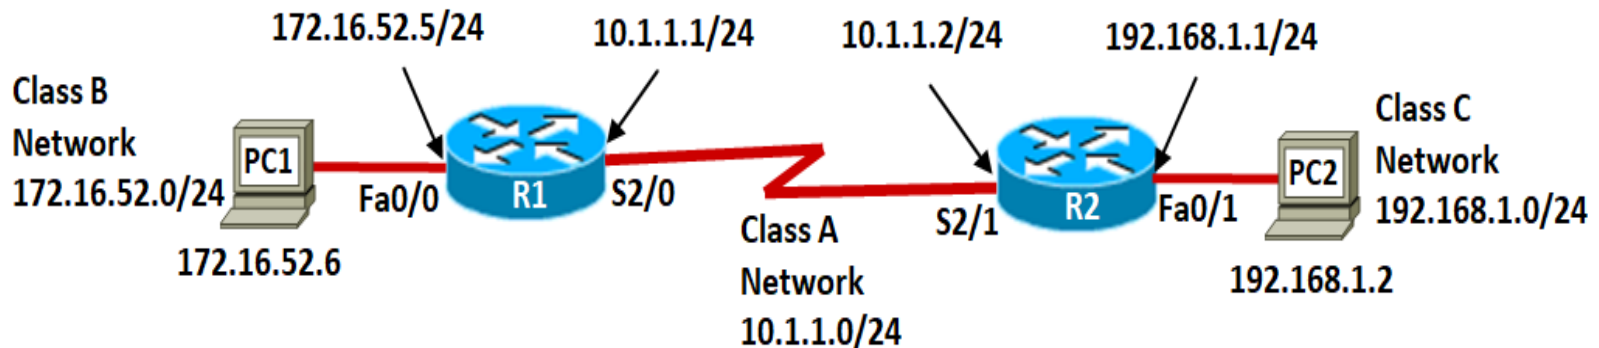 172.16.52.5/24
10.1.1.1/24
10.1.1.2/24
192.168.1.1/24
Class B
Network
172.16.52.0/24
PC1
172.16.52.6
Fa0/0
R1
S2/0
Class A
Network
10.1.1.0/24
S2/1
R2
Fa0/1
PC2
192.168.1.2
Class C
Network
192.168.1.0/24